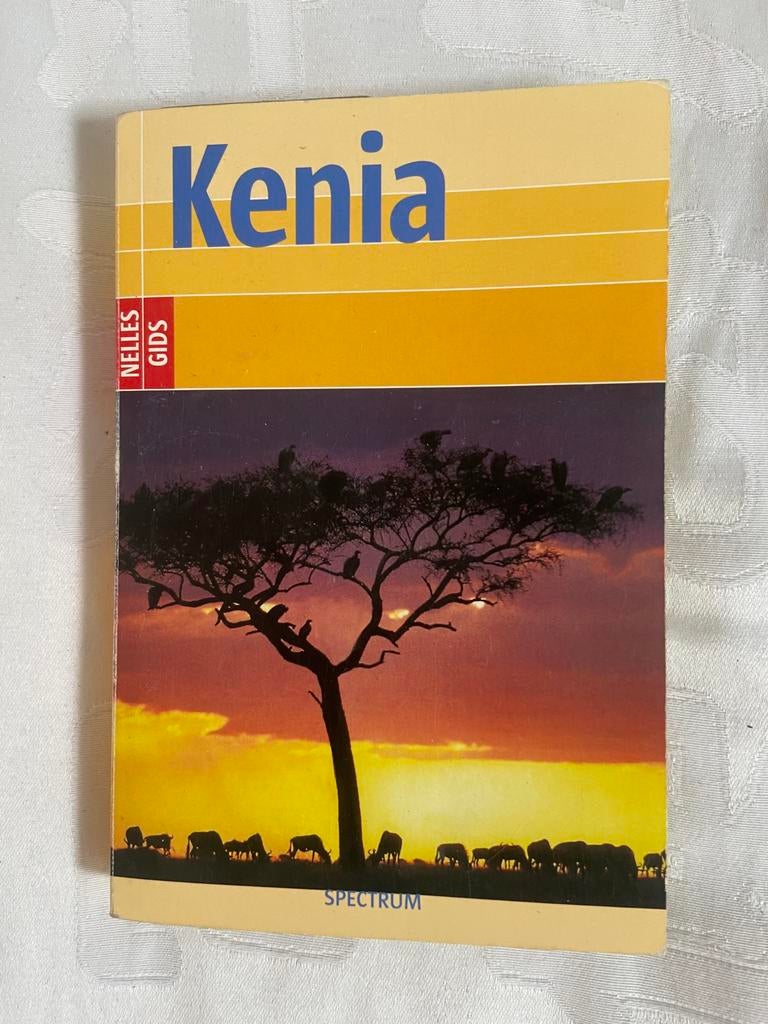 Kenia
NELLES
GIDS
SPECTRUM